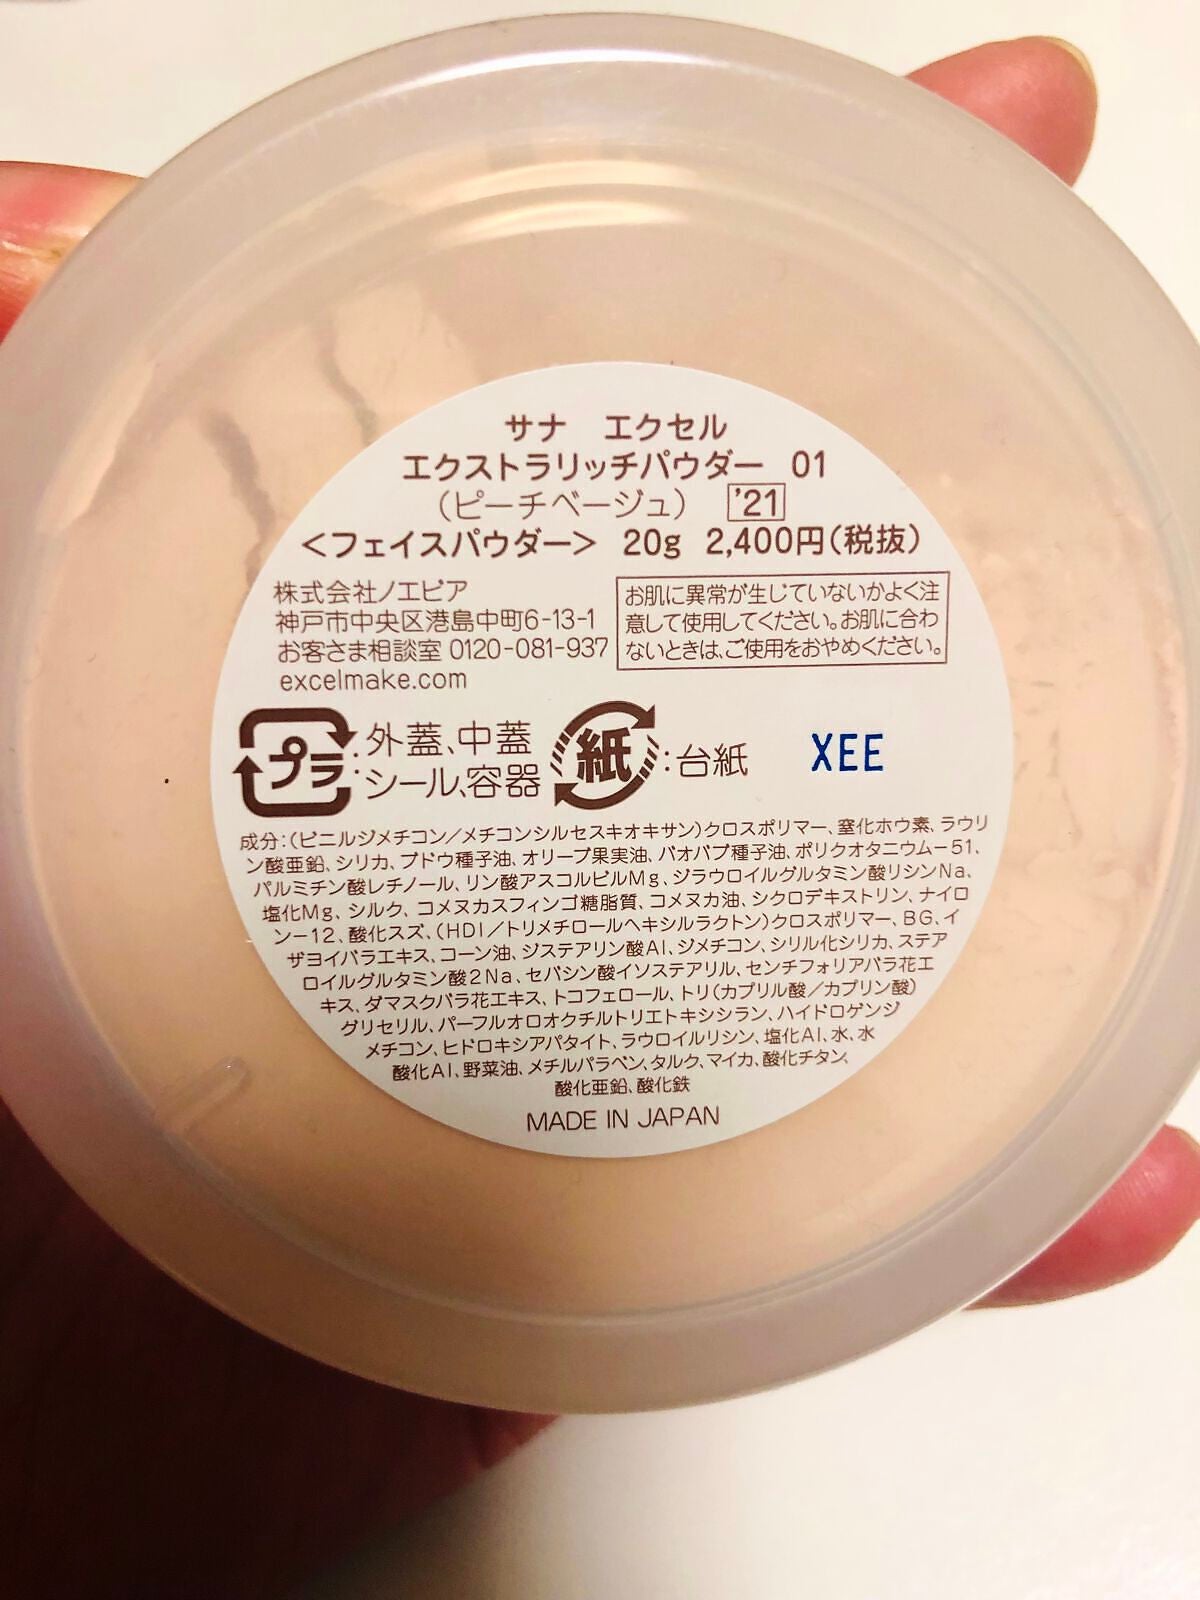 サナ エクセル
エクストラリッチパウダー 01
(ピーチベージュ) '21
<フェイスパウダー> 20g 2,400円(税抜)
株式会社ノエビア
神戸市中央区港島中町6-13-1
お客さま相談室 0120-081-937
excelmake.com
お肌に異常が生じていないかよく注
意して使用してください。お肌に合わ
ないときは、ご使用をおやめください。
プラ:外蓋、中蓋
シール、容器
紙:台紙
XEE
成分:(ビニルジメチコン/メチコンシルセスキオキサン)クロスポリマー、窒化ホウ素、ラウリ
ン酸亜鉛、シリカ、ブドウ種子油、オリーブ果実油、バオバブ種子油、ポリクオタニウム-51、
パルミチン酸レチノール、リン酸アスコルビルMg、ジラウロイルグルタミン酸リシンNa、
塩化Mg、シルク、コメヌカスフィンゴ糖脂質、コメヌカ油、シクロデキストリン、ナイロ
ン-12、酸化スズ、(HDI/トリメチロールヘキシルラクトン)クロスポリマー、BG、イ
ザヨイバラエキス、コーン油、ジステアリン酸Al、ジメチコン、シリル化シリカ、ステア
ロイルグルタミン酸2Na、セバシン酸イソステアリル、センチフォリアバラ花エ
キス、ダマスクバラ花エキス、トコフェロール、トリ(カプリル酸/カプリン酸)
グリセリル、パーフルオロオクチルトリエトキシシラン、ハイドロゲンジ
メチコン、ヒドロキシアパタイト、ラウロイルリシン、塩化Al、水、水
酸化Al、野菜油、メチルパラベン、タルク、マイカ、酸化チタン、
酸化亜鉛、酸化鉄
MADE IN JAPAN